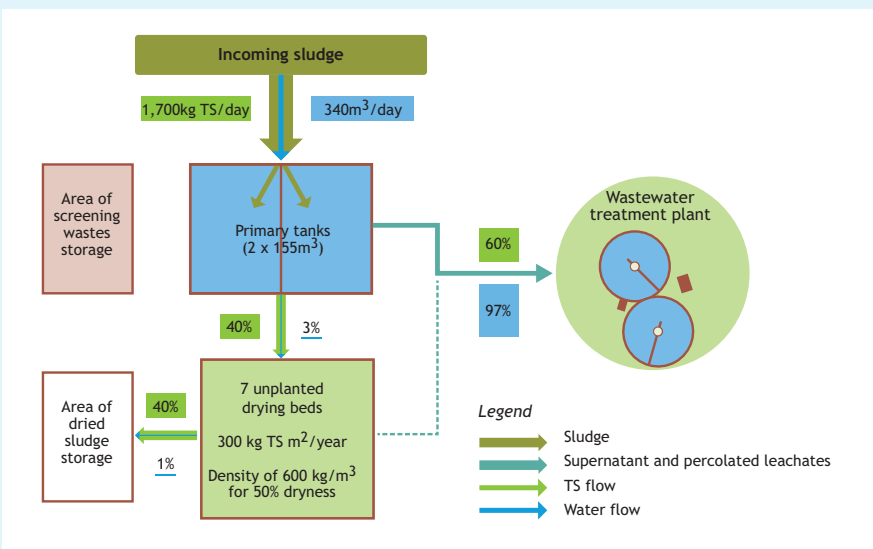 Incoming sludge
1,700kg TS/day
340m³/day
Area of
screening
wastes
storage
Primary tanks
(2 x 155m³)
60%
97%
Wastewater
treatment plant
40%
3%
7 unplanted
drying beds
300 kg TS m²/year
Density of 600 kg/m³
for 50% dryness
40%
1%
Area of
dried
sludge
storage
Legend
Sludge
Supernatant and percolated leachates
TS flow
Water flow